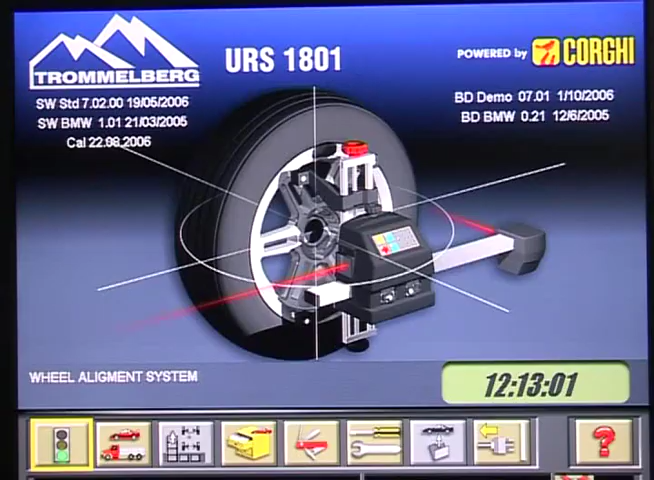 TROMMELBERG
URS 1801
POWERED by CORGHI
SW Std 7.02.00 19/05/2006
SW BMW 1.01 21/03/2005
Cal 22.08.2006
BD Demo 07.01 1/10/2006
BD BMW 0.21 12/6/2005
WHEEL ALIGMENT SYSTEM
12:13:01
?